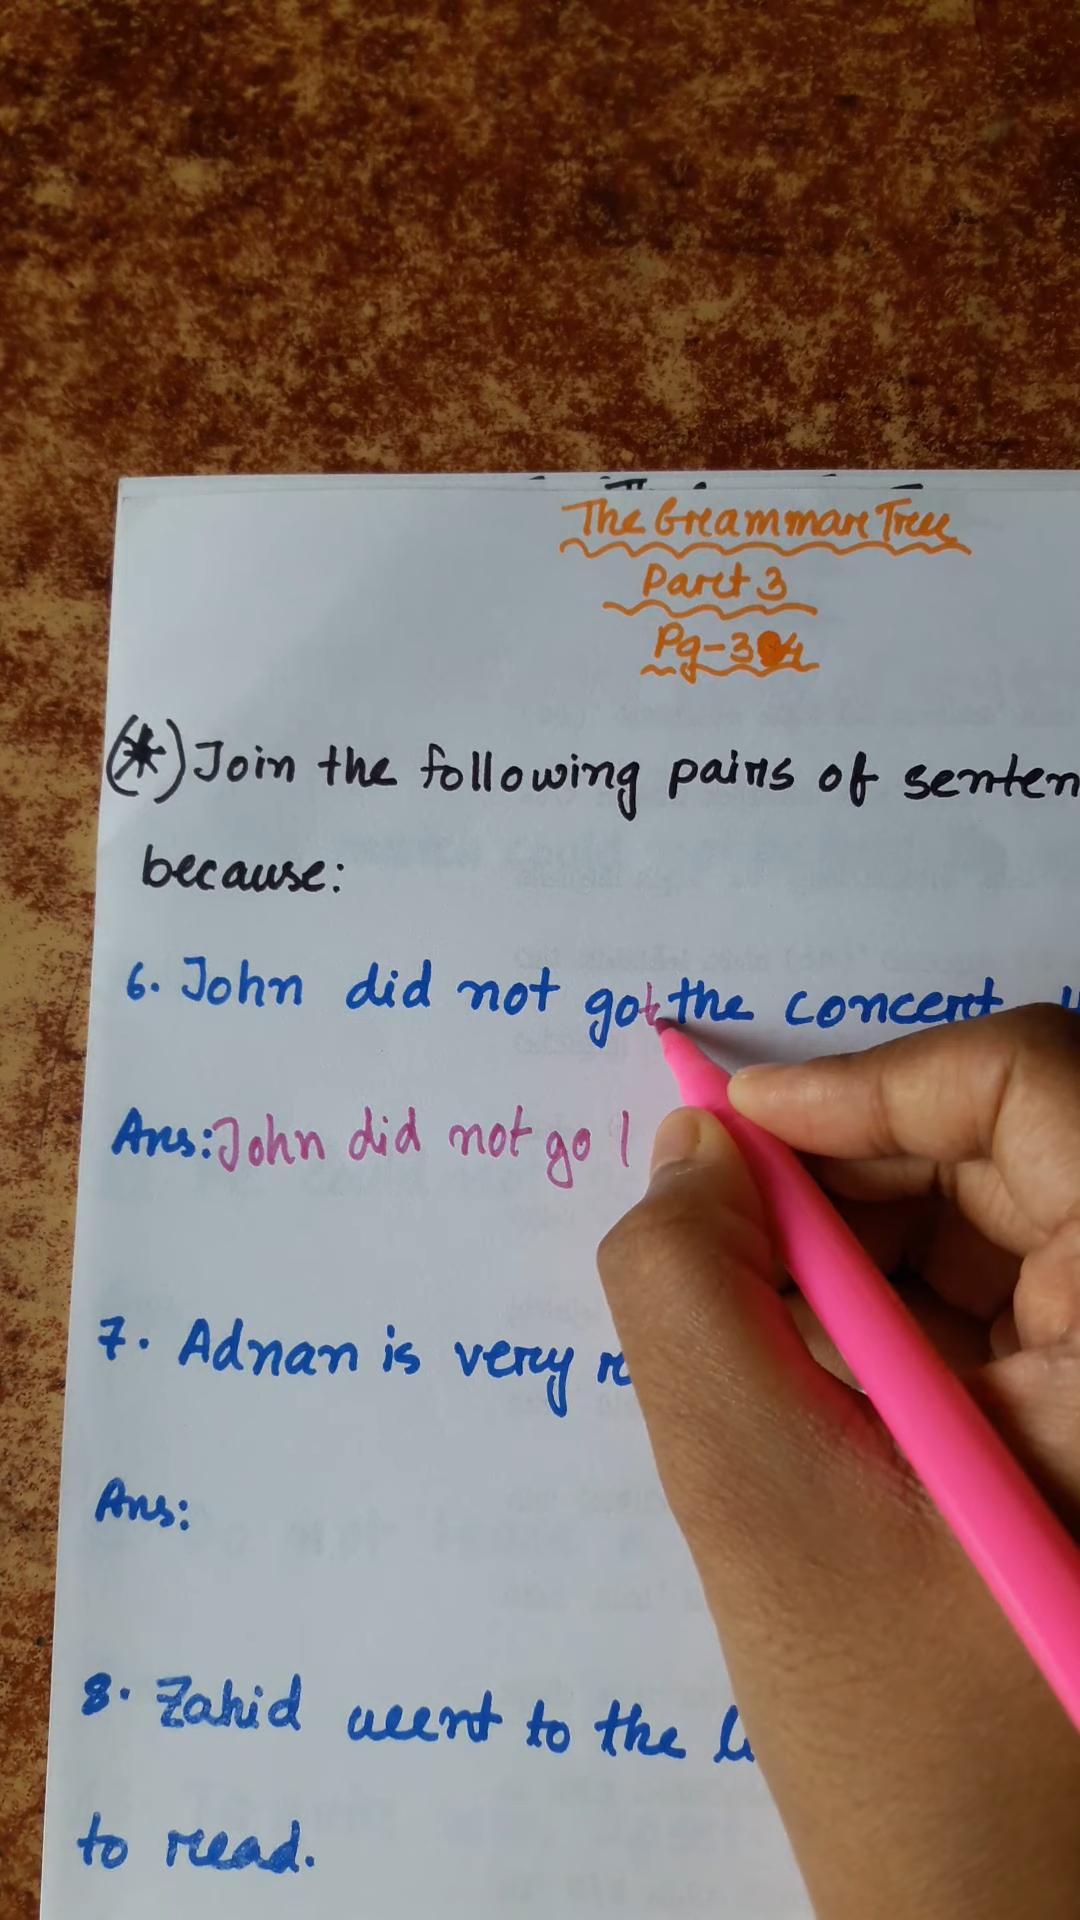 The Grammar Tree
Part 3
Pg-34
(*) Join the following pairs of senten
because:
6. John did not go t the concert.
Ans: John did not go
7. Adnan is very
Ans:
8. Zahid went to the
to read.